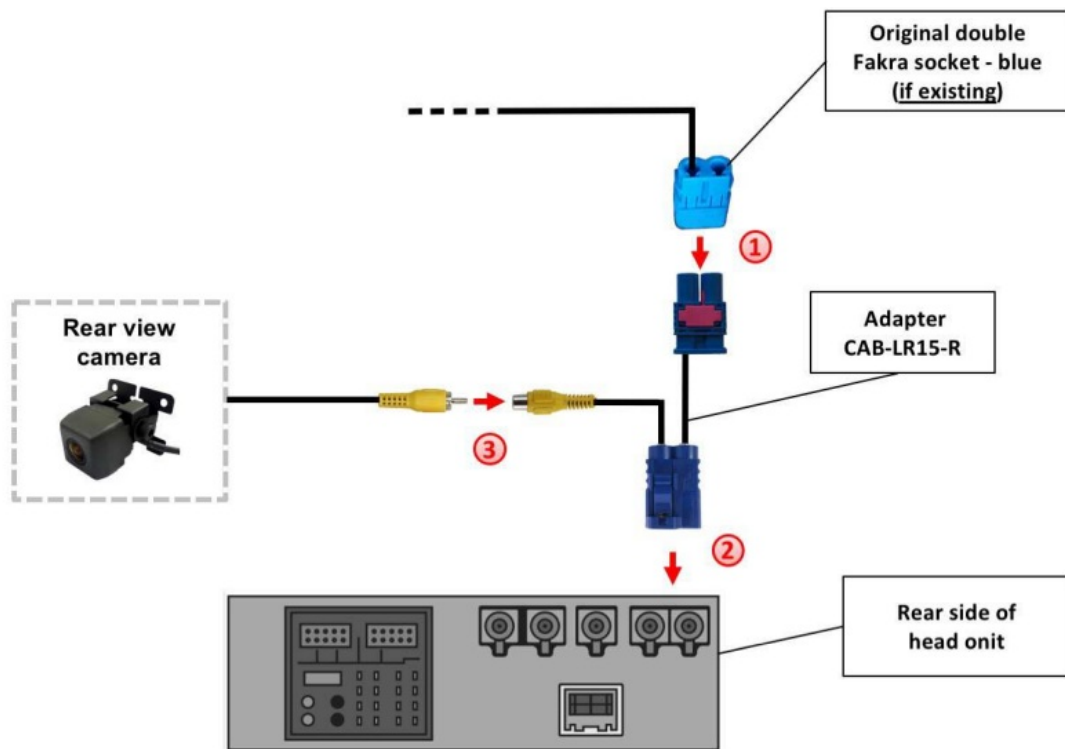 Original double
Fakra socket - blue
(if existing)
1
Rear view
camera
Adapter
CAB-LR15-R
3
2
Rear side of
head onit